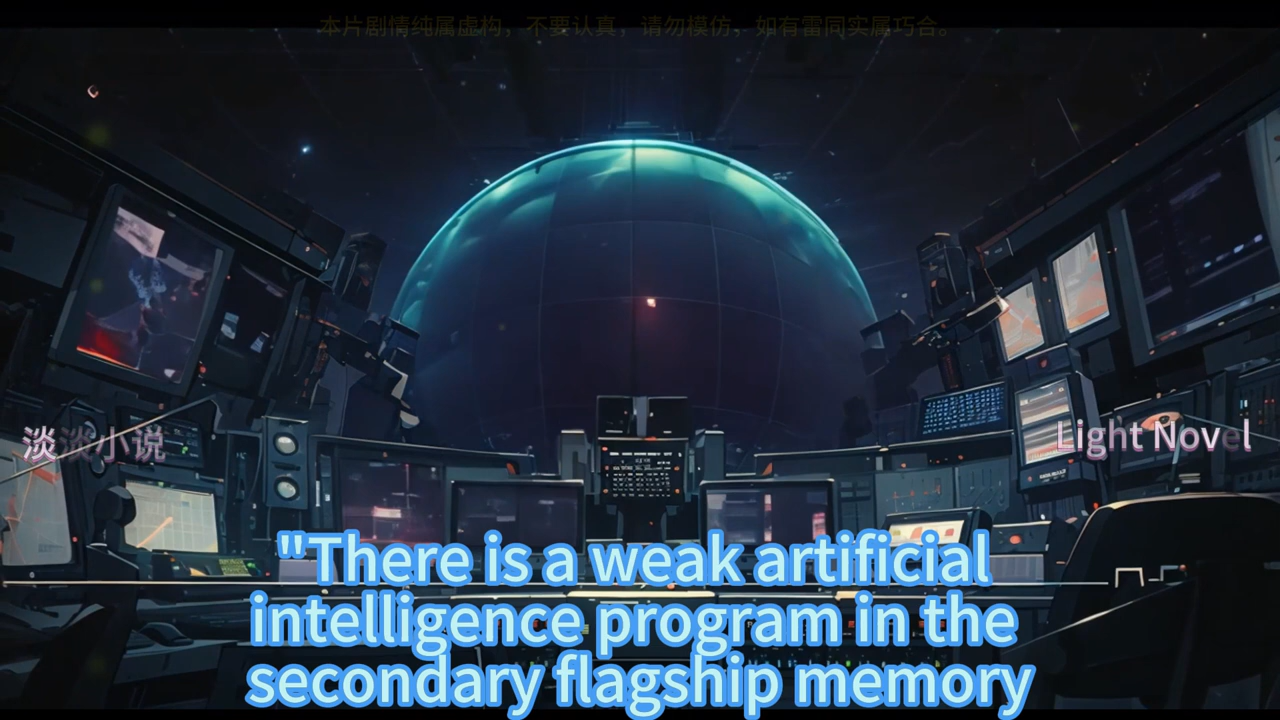 本片剧情纯属虚构，不要认真，请勿模仿，如有雷同实属巧合。
淡淡小说
Light Novel
"There is a weak artificial
intelligence program in the
secondary flagship memory